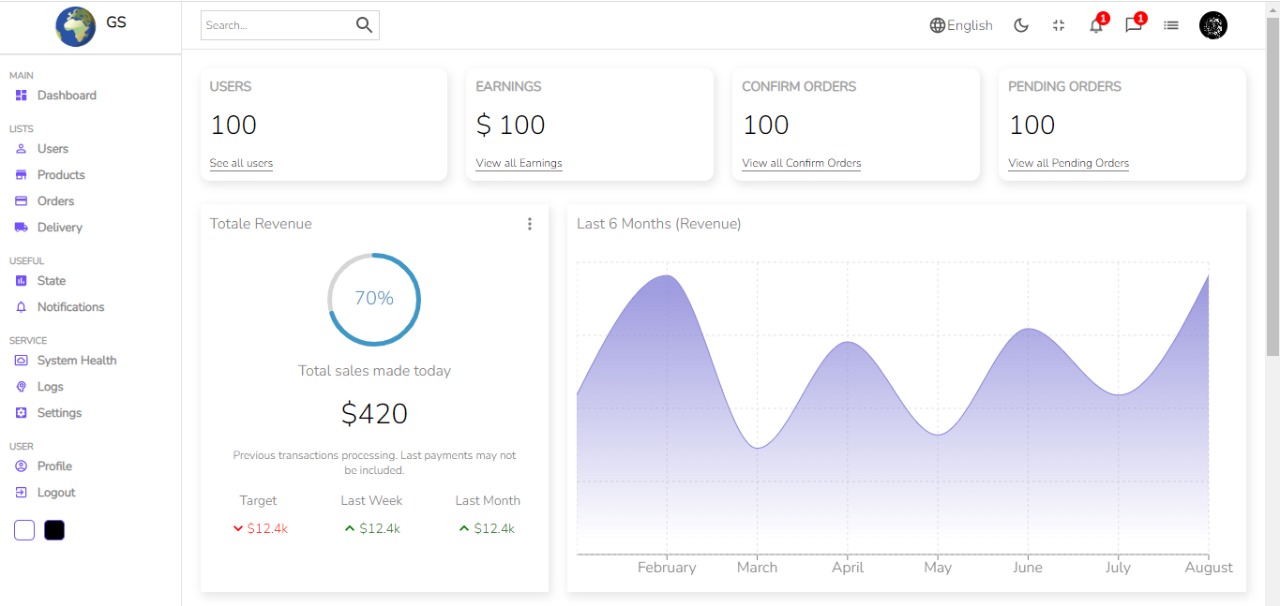 GS
Search...
English
1
1
MAIN
Dashboard
LISTS
Users
Products
Orders
Delivery
USEFUL
State
Notifications
SERVICE
System Health
Logs
Settings
USER
Profile
Logout
USERS
100
See all users
EARNINGS
$ 100
View all Earnings
CONFIRM ORDERS
100
View all Confirm Orders
PENDING ORDERS
100
View all Pending Orders
Totale Revenue
70%
Total sales made today
$420
Previous transactions processing. Last payments may not
be included.
Target Last Week Last Month
$12.4k $12.4k $12.4k
Last 6 Months (Revenue)
February March April May June July August